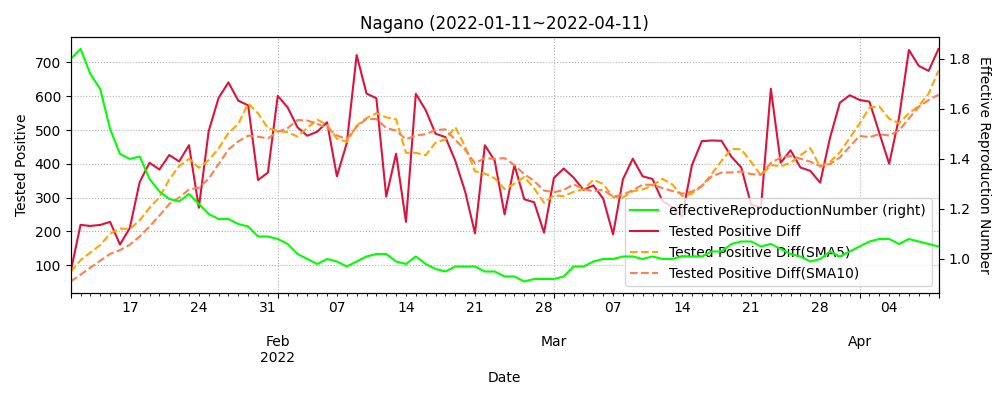 Nagano (2022-01-11~2022-04-11)
Tested Positive
700
600
500
400
300
200
100
1.8
1.6
1.4
1.2
1.0
Effective Reproduction Number
effectiveReproductionNumber (right)
Tested Positive Diff
Tested Positive Diff(SMA5)
Tested Positive Diff(SMA10)
17 24 31 07 14 21 28 07 14 21 28 04
Feb Mar Apr
2022
Date